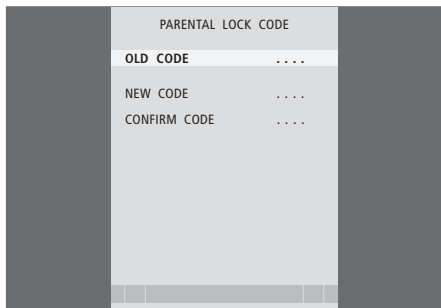 PARENTAL LOCK CODE
OLD CODE ....
NEW CODE ....
CONFIRM CODE ....